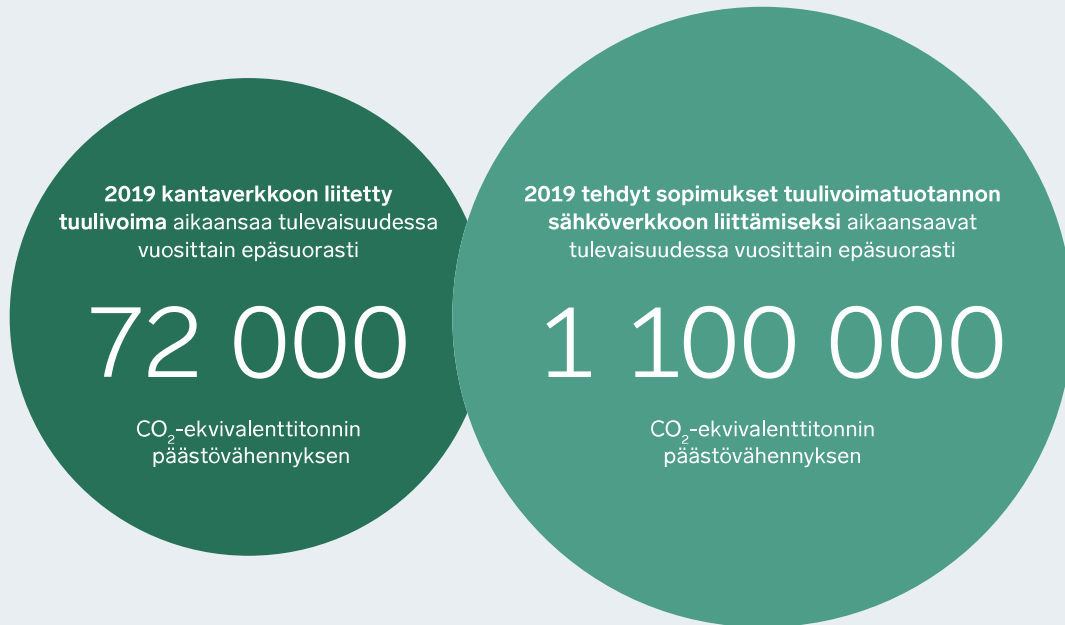 2019 kantaverkkoon liitetty
tuulivoima aikaansaa tulevaisuudessa
vuosittain epäsuorasti
72 000
CO₂-ekvivalenttitonnin
päästövähennyksen
2019 tehdyt sopimukset tuulivoimatuotannon
sähköverkkoon liittämiseksi aikaansaavat
tulevaisuudessa vuosittain epäsuorasti
1 100 000
CO₂-ekvivalenttitonnin
päästövähennyksen